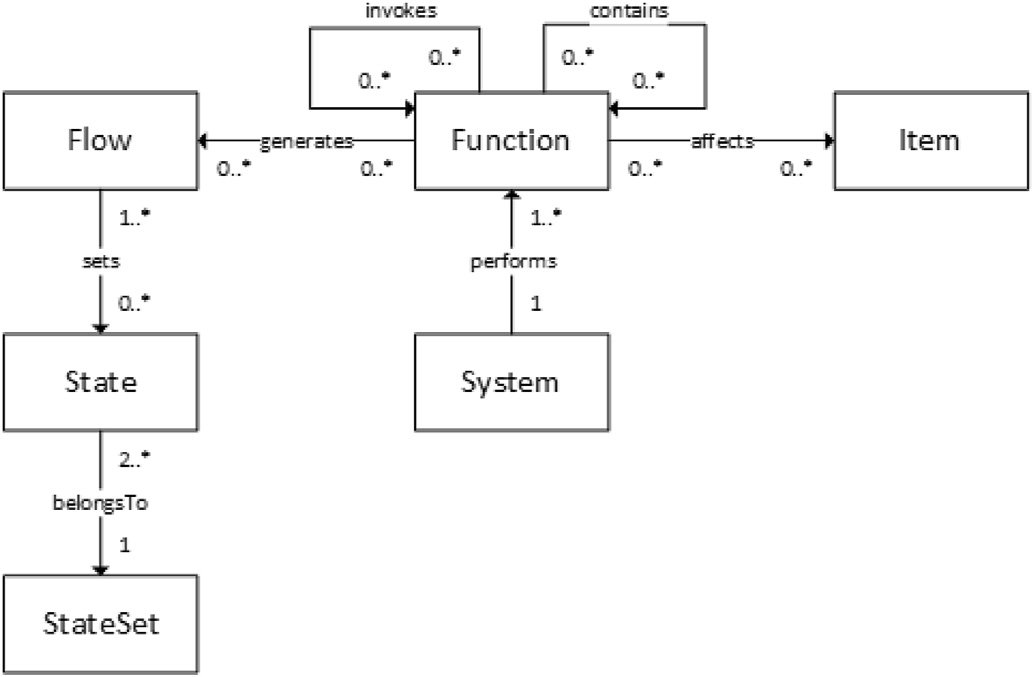 invokes
contains
0..*
0..*
0..*
0..*
Flow
generates
Function
affects
Item
0..*
0..*
0..*
0..*
1..*
1..*
sets
performs
0..*
1
State
System
2..*
belongsTo
1
StateSet